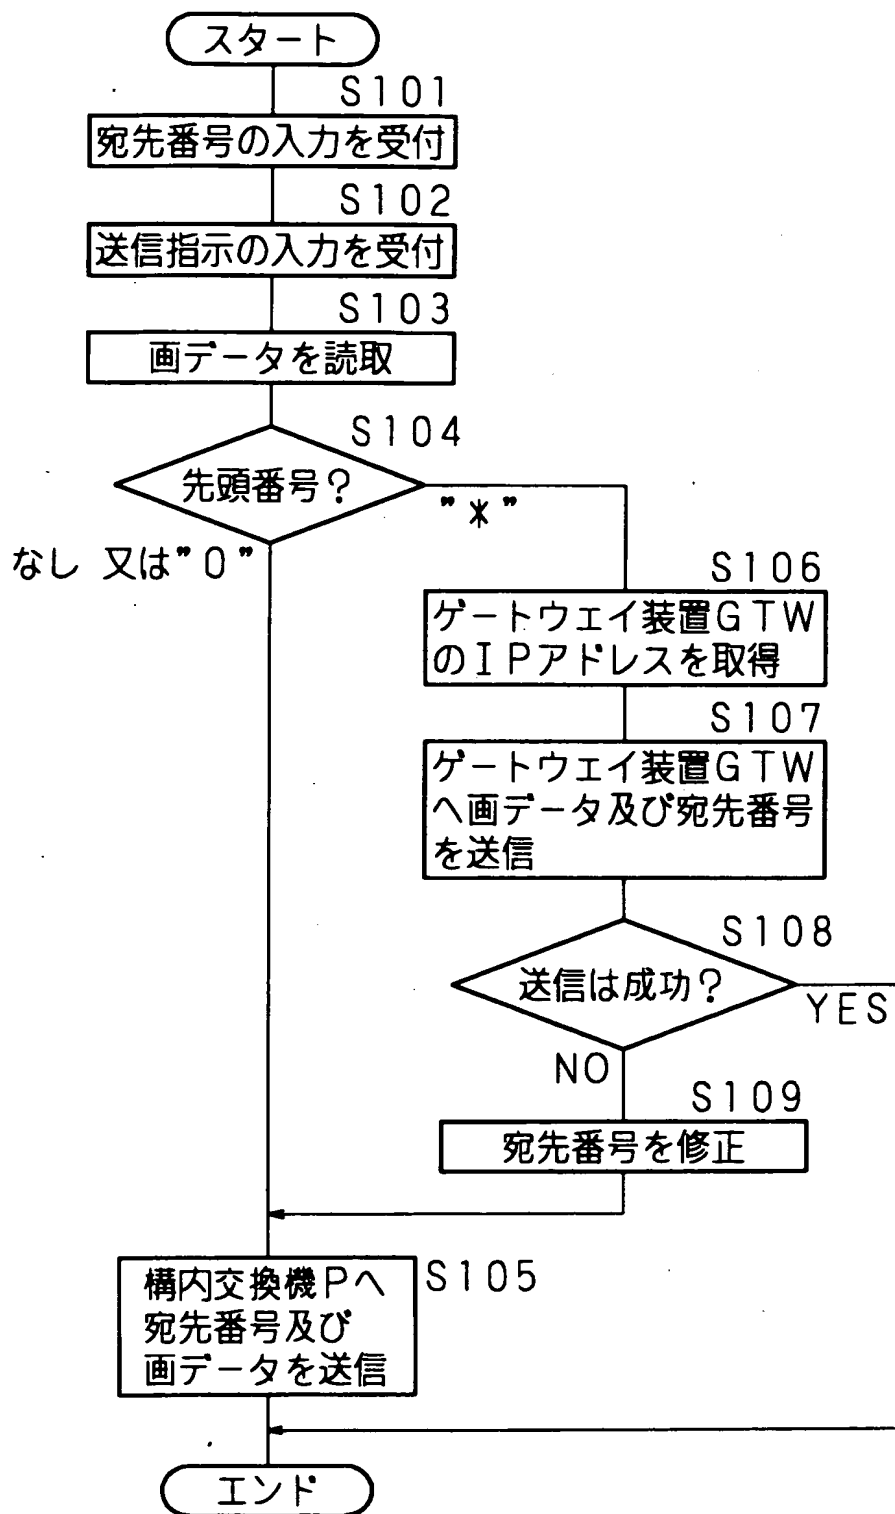 スタート
S101
宛先番号の入力を受付
S102
送信指示の入力を受付
S103
画データを読取
S104
先頭番号?
"*"
なし 又は"0"
S106
ゲートウェイ装置GTW
のIPアドレスを取得
S107
ゲートウェイ装置GTW
へ画データ及び宛先番号
を送信
S108
送信は成功?
YES
NO
S109
宛先番号を修正
S105
構内交換機Pへ
宛先番号及び
画データを送信
エンド